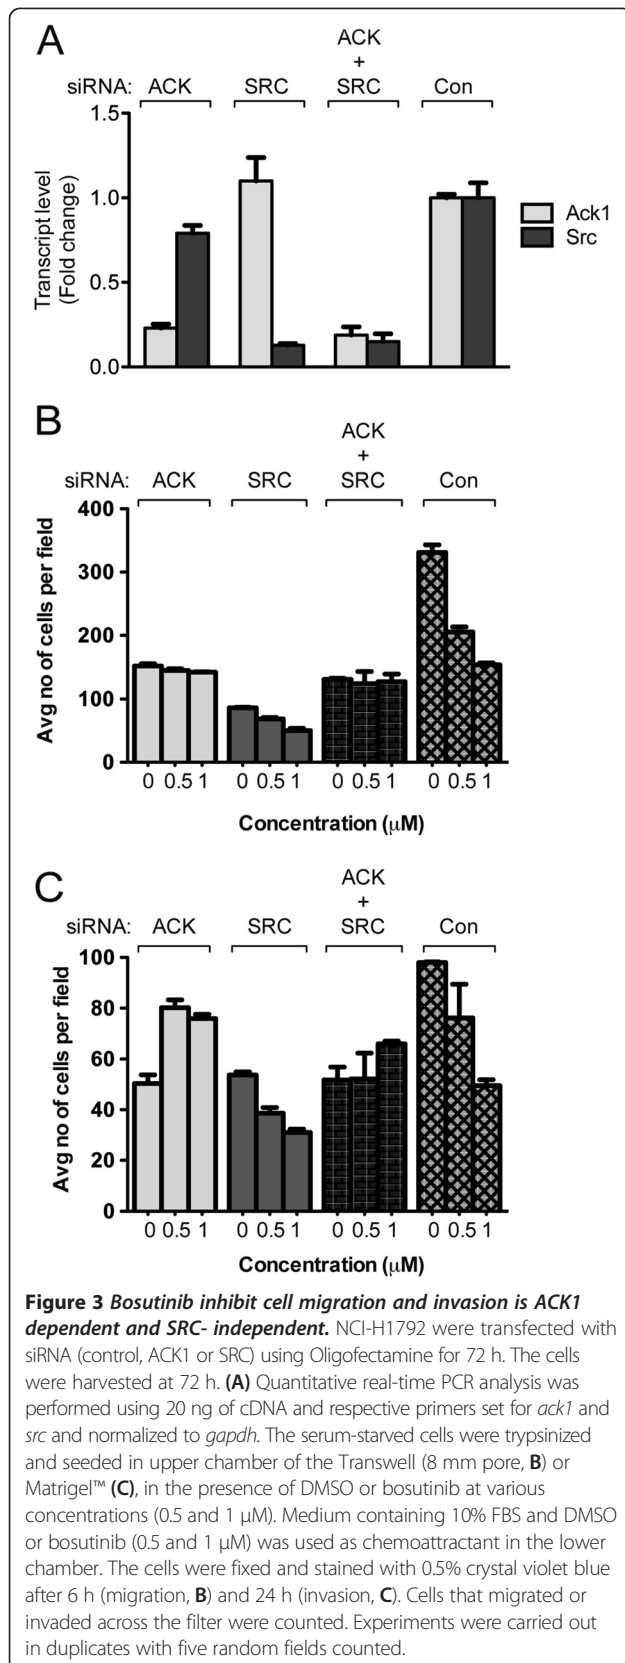 A
ACK
+
siRNA: ACK SRC SRC Con
1.5
1.0
0.5
0.0
Transcript level
(Fold change)
Ack1
Src
B
ACK
+
siRNA: ACK SRC SRC Con
400
300
200
100
0
Avg no of cells per field
0 0.5 1 0 0.5 1 0 0.5 1 0 0.5 1
Concentration (μM)
C
ACK
+
siRNA: ACK SRC SRC Con
100
80
60
40
20
0
Avg no of cells per field
0 0.5 1 0 0.5 1 0 0.5 1 0 0.5 1
Concentration (μM)
Figure 3 Bosutinib inhibit cell migration and invasion is ACK1
dependent and SRC- independent. NCI-H1792 were transfected with
siRNA (control, ACK1 or SRC) using Oligofectamine for 72 h. The cells
were harvested at 72 h. (A) Quantitative real-time PCR analysis was
performed using 20 ng of cDNA and respective primers set for ack1 and
src and normalized to gapdh. The serum-starved cells were trypsinized
and seeded in upper chamber of the Transwell (8 mm pore, B) or
Matrigel™ (C), in the presence of DMSO or bosutinib at various
concentrations (0.5 and 1 μM). Medium containing 10% FBS and DMSO
or bosutinib (0.5 and 1 μM) was used as chemoattractant in the lower
chamber. The cells were fixed and stained with 0.5% crystal violet blue
after 6 h (migration, B) and 24 h (invasion, C). Cells that migrated or
invaded across the filter were counted. Experiments were carried out
in duplicates with five random fields counted.